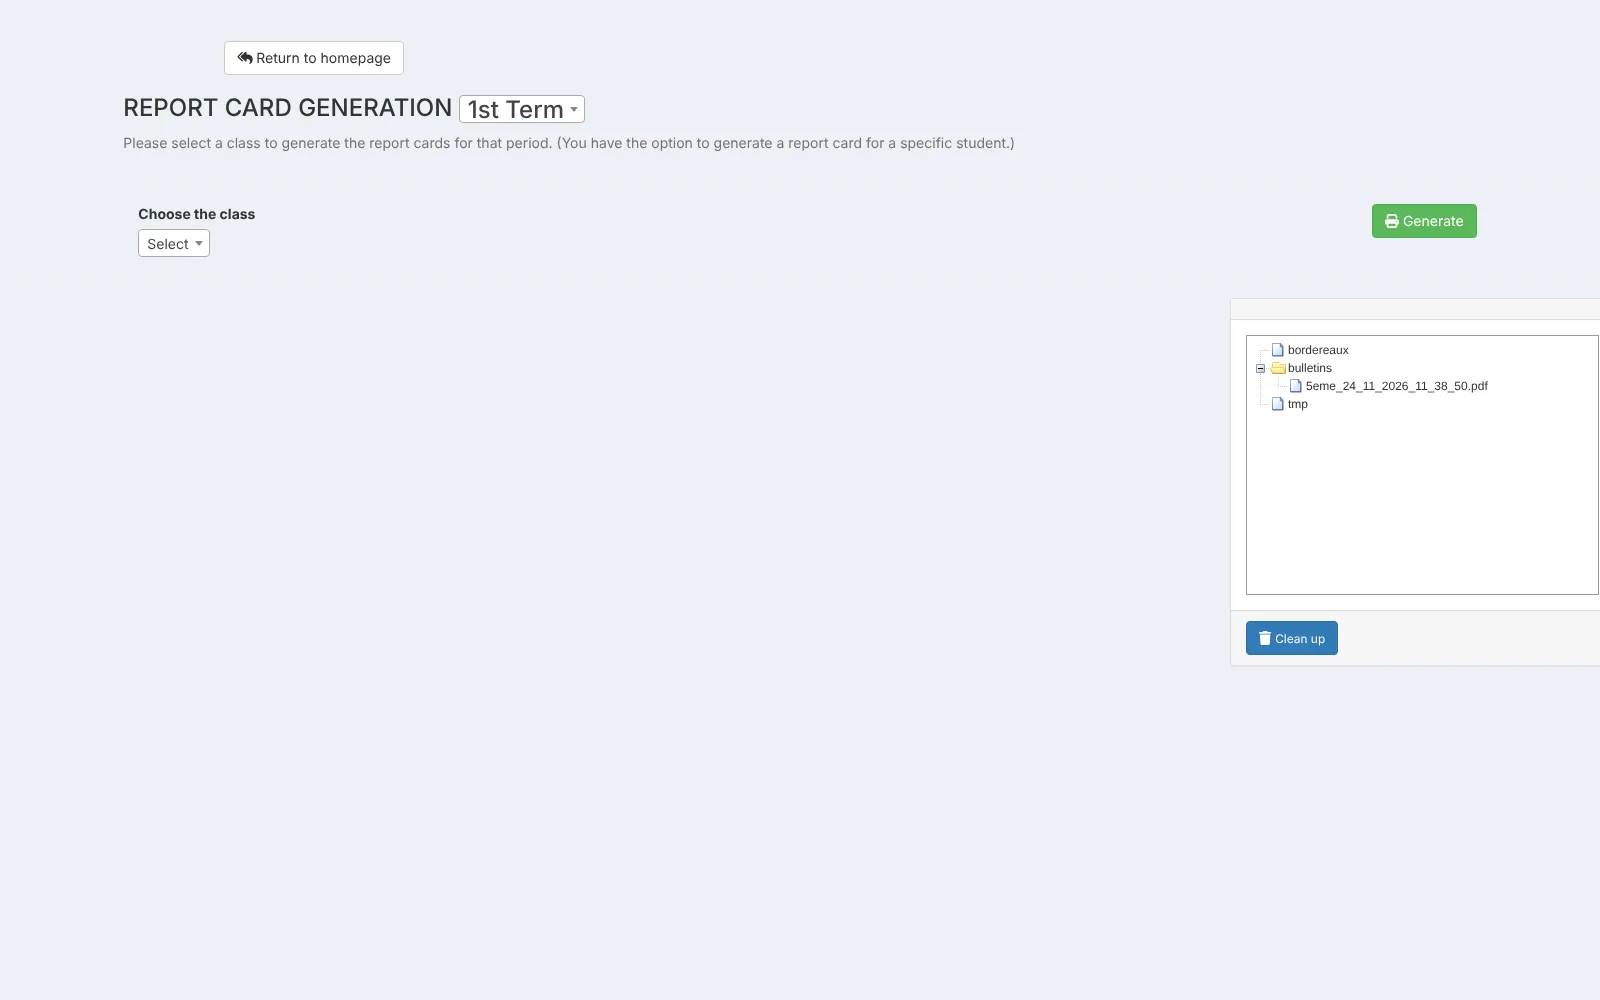 Return to homepage
REPORT CARD GENERATION 1st Term
Please select a class to generate the report cards for that period. (You have the option to generate a report card for a specific student.)
Choose the class
Select
Generate
bordereaux
bulletins
5eme_24_11_2026_11_38_50.pdf
tmp
Clean up